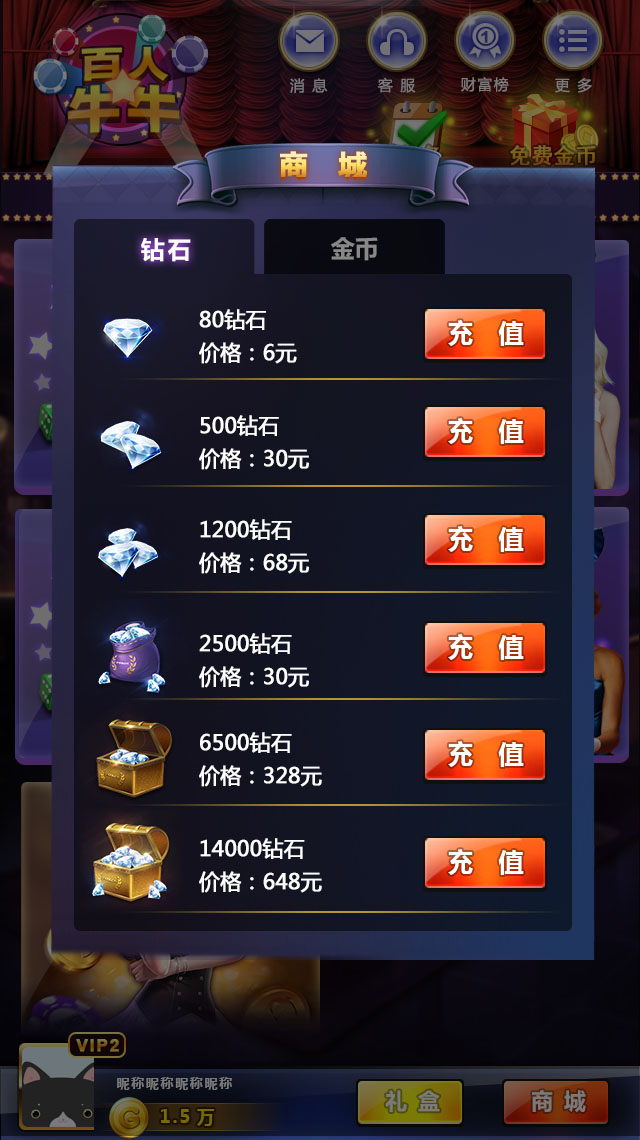 百人
牛牛
消息
客服
财富榜
更多
免费金币
商 城
钻石
金币
80钻石
价格：6元
充 值
500钻石
价格：30元
充 值
1200钻石
价格：68元
充 值
2500钻石
价格：30元
充 值
6500钻石
价格：328元
充 值
14000钻石
价格：648元
充 值
VIP2
昵称昵称昵称昵称
G 1.5万
礼盒
商城